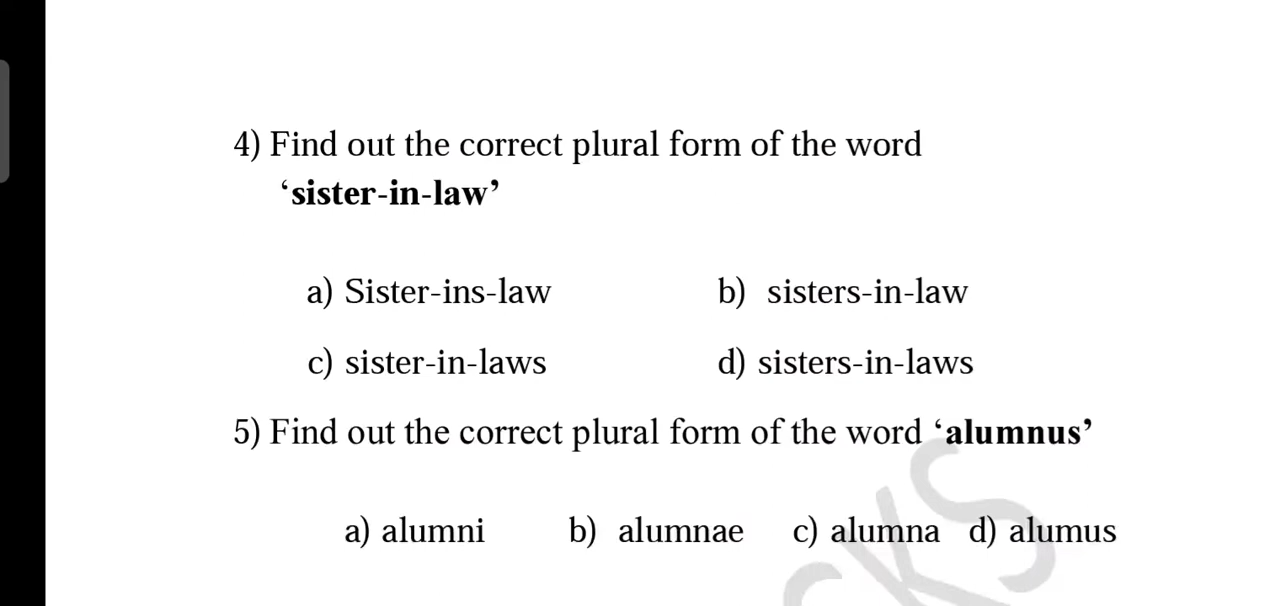 4) Find out the correct plural form of the word
‘sister-in-law’
a) Sister-ins-law b) sisters-in-law
c) sister-in-laws d) sisters-in-laws
5) Find out the correct plural form of the word ‘alumnus’
a) alumni b) alumnae c) alumna d) alumus